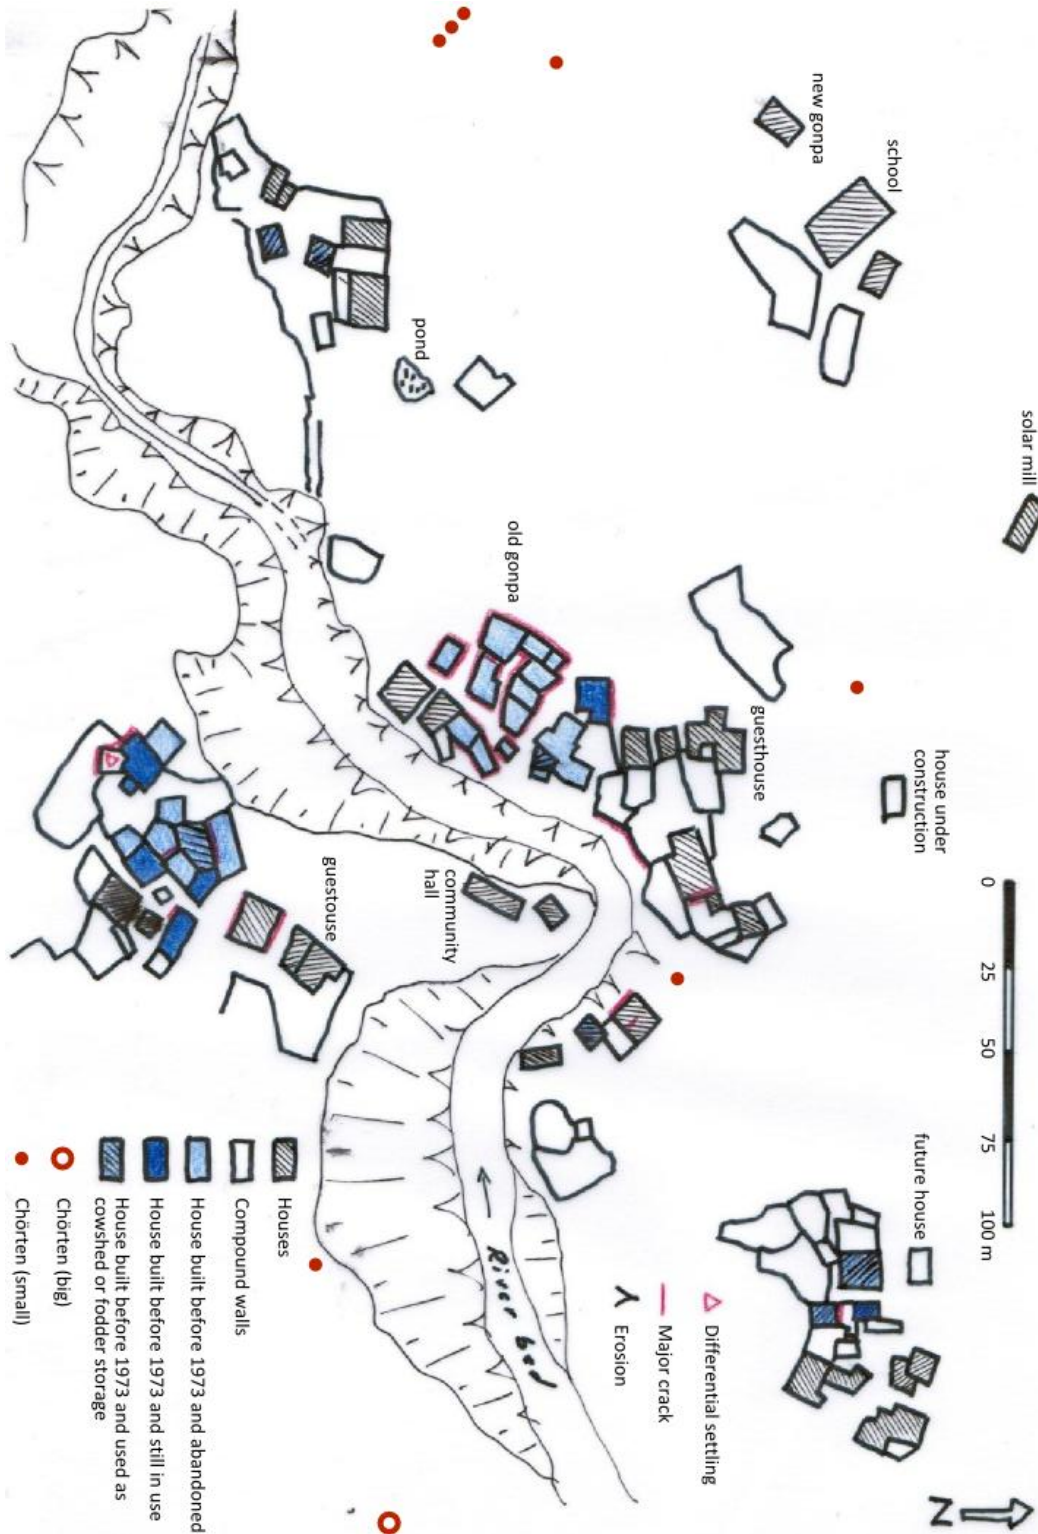 new gonpa
school
solar mill
pond
old gonpa
guesthouse
house under
construction
0 25 50 75 100 m
community
hall
guestouse
future house
River bed
Differential settling
Major crack
Erosion
Houses
Compound walls
House built before 1973 and abandoned
House built before 1973 and still in use
House built before 1973 and used as
cowshed or fodder storage
Chörten (big)
Chörten (small)
N